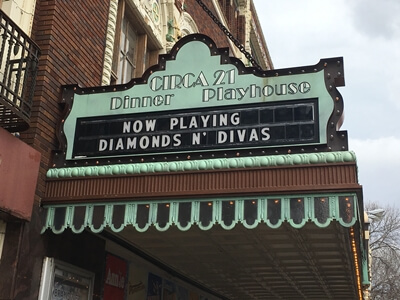 CIRCA 21
Dinner Playhouse
NOW PLAYING
DIAMONDS N' DIVAS